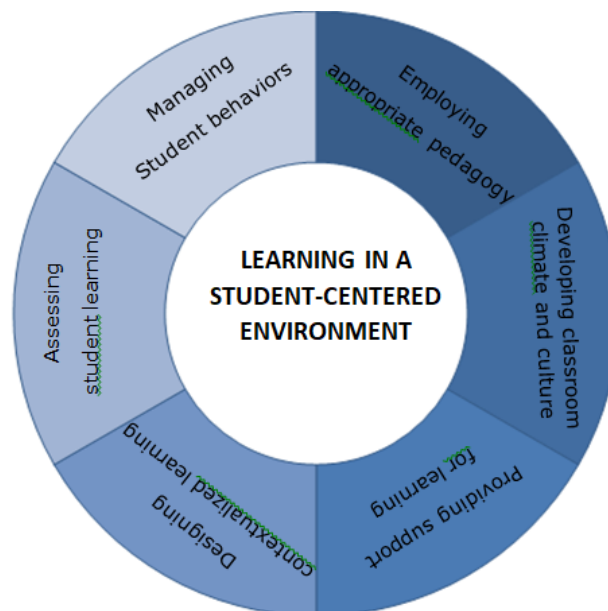 LEARNING IN A
STUDENT-CENTERED
ENVIRONMENT
Employing
appropriate pedagogy
Developing classroom
climate and culture
Providing support
for learning
Designing
contextualized learning
Assessing
student learning
Managing
Student behaviors